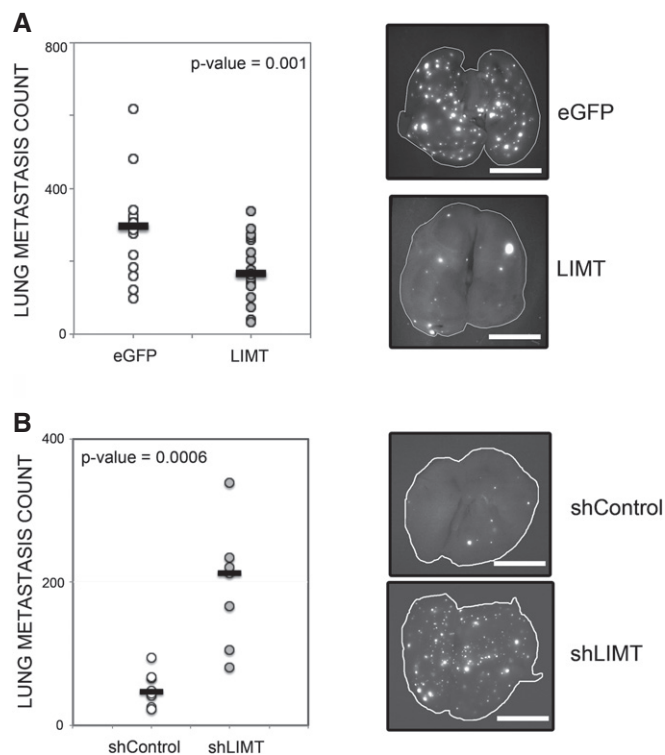 A
800
p-value = 0.001
LUNG METASTASIS COUNT
400
0
eGFP
LIMT
eGFP
LIMT
B
400
p-value = 0.0006
LUNG METASTASIS COUNT
200
0
shControl
shLIMT
shControl
shLIMT